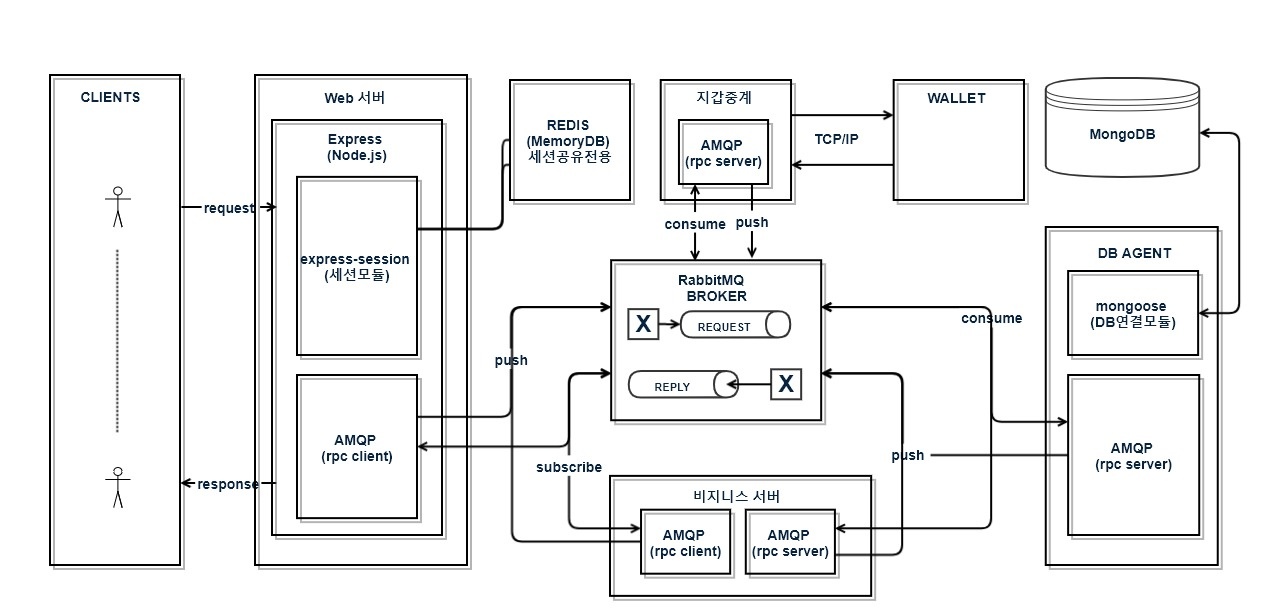 CLIENTS
request
response
Web 서버
Express
(Node.js)
express-session
(세션모듈)
AMQP
(rpc client)
REDIS
(MemoryDB)
세션공유전용
지갑중계
AMQP
(rpc server)
TCP/IP
WALLET
MongoDB
consume
push
RabbitMQ
BROKER
X
REQUEST
REPLY
X
push
subscribe
consume
push
비지니스 서버
AMQP
(rpc client)
AMQP
(rpc server)
DB AGENT
mongoose
(DB연결모듈)
AMQP
(rpc server)